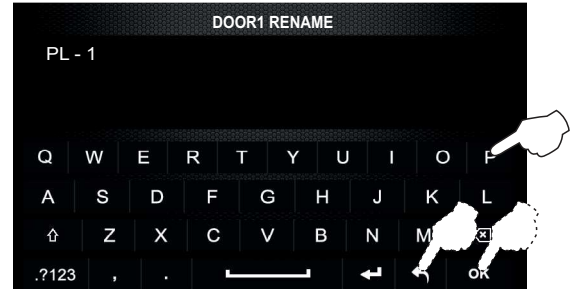 DOOR1 RENAME
PL - 1
Q W E R T Y U I O P
A S D F G H J K L
Z X C V B N M
.?123 , . OK